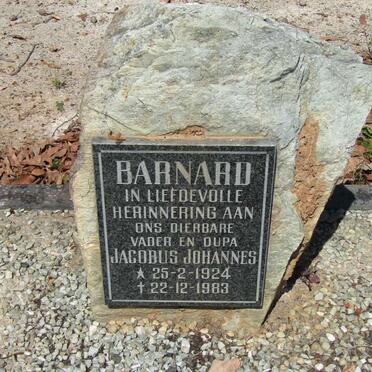 BARNARD
IN LIEFDEVOLLE
HERINNERING AAN
ONS DIERBARE
VADER EN OUPA
JACOBUS JOHANNES
★ 25-2-1924
✝ 22-12-1983